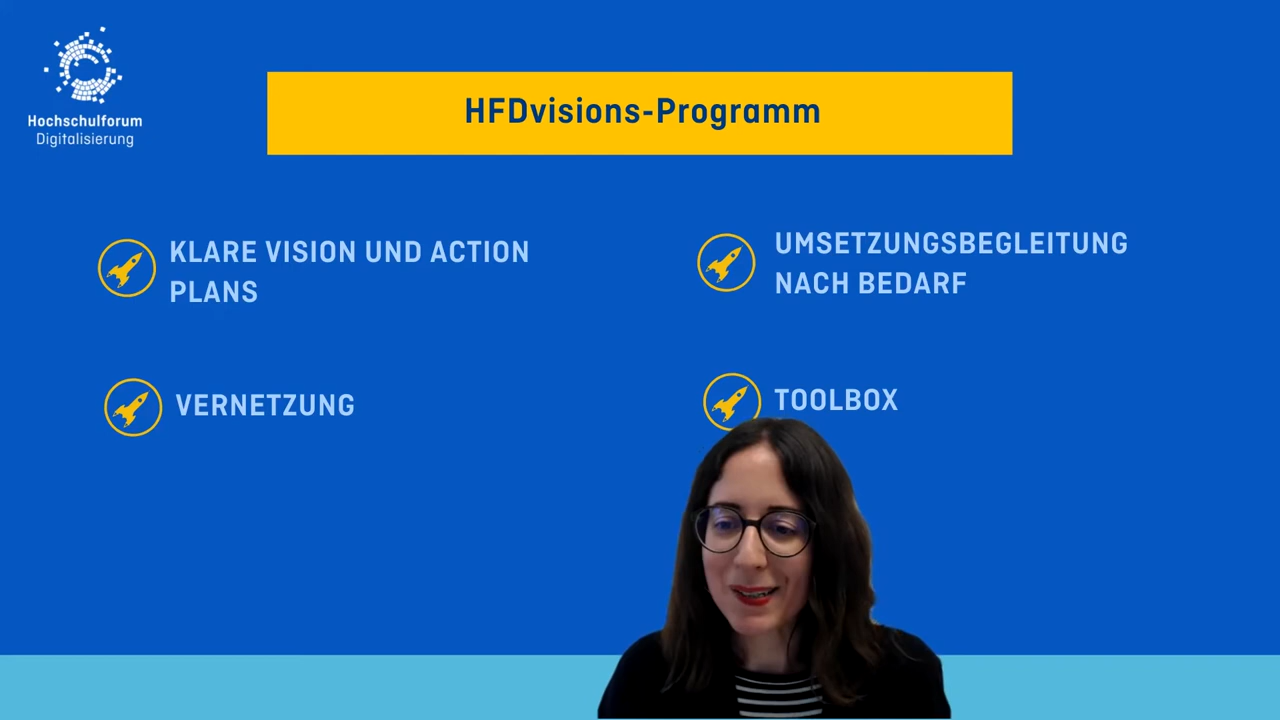 Hochschulforum
Digitalisierung
HFDvisions-Programm
KLARE VISION UND ACTION
PLANS
UMSETZUNGSBEGLEITUNG
NACH BEDARF
VERNETZUNG
TOOLBOX